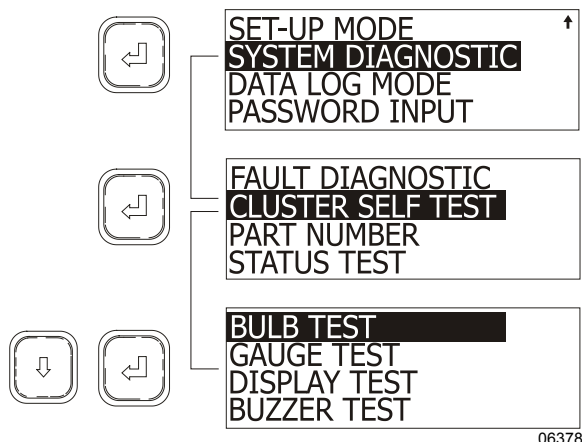 SET-UP MODE
SYSTEM DIAGNOSTIC
DATA LOG MODE
PASSWORD INPUT
FAULT DIAGNOSTIC
CLUSTER SELF TEST
PART NUMBER
STATUS TEST
BULB TEST
GAUGE TEST
DISPLAY TEST
BUZZER TEST
06378